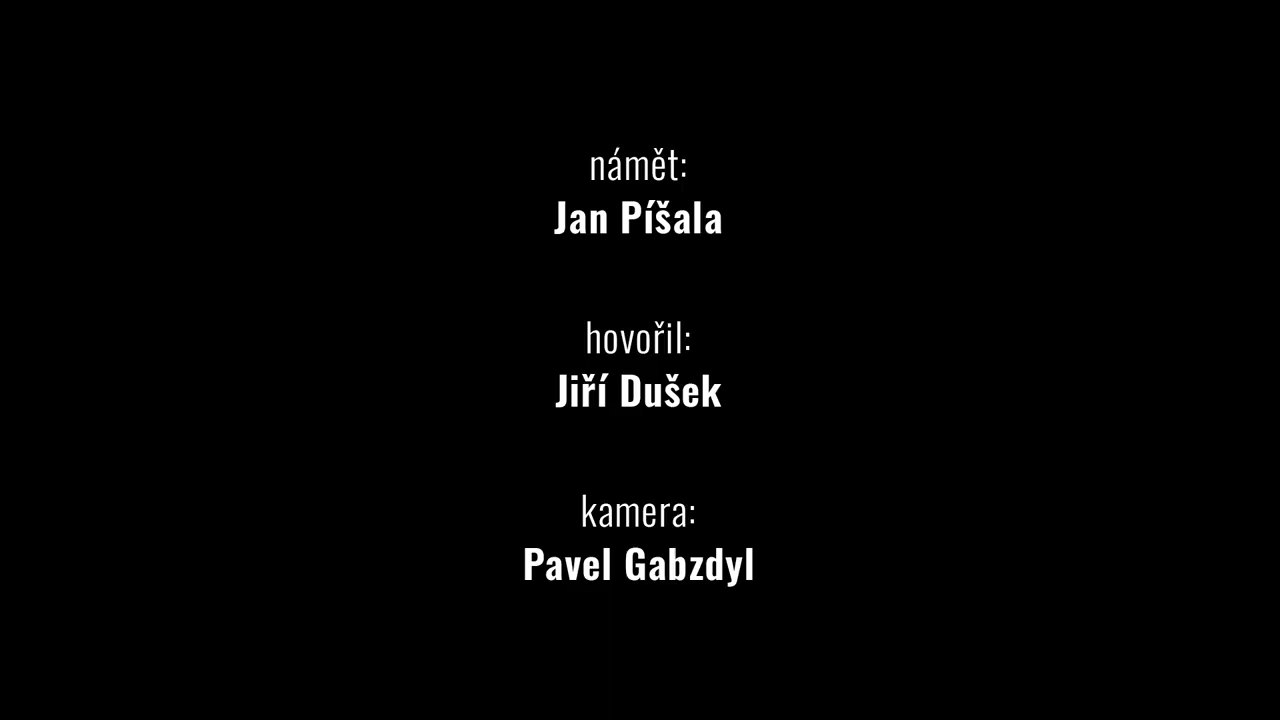 námět:
Jan Píšala
hovořil:
Jiří Dušek
kamera:
Pavel Gabzdyl